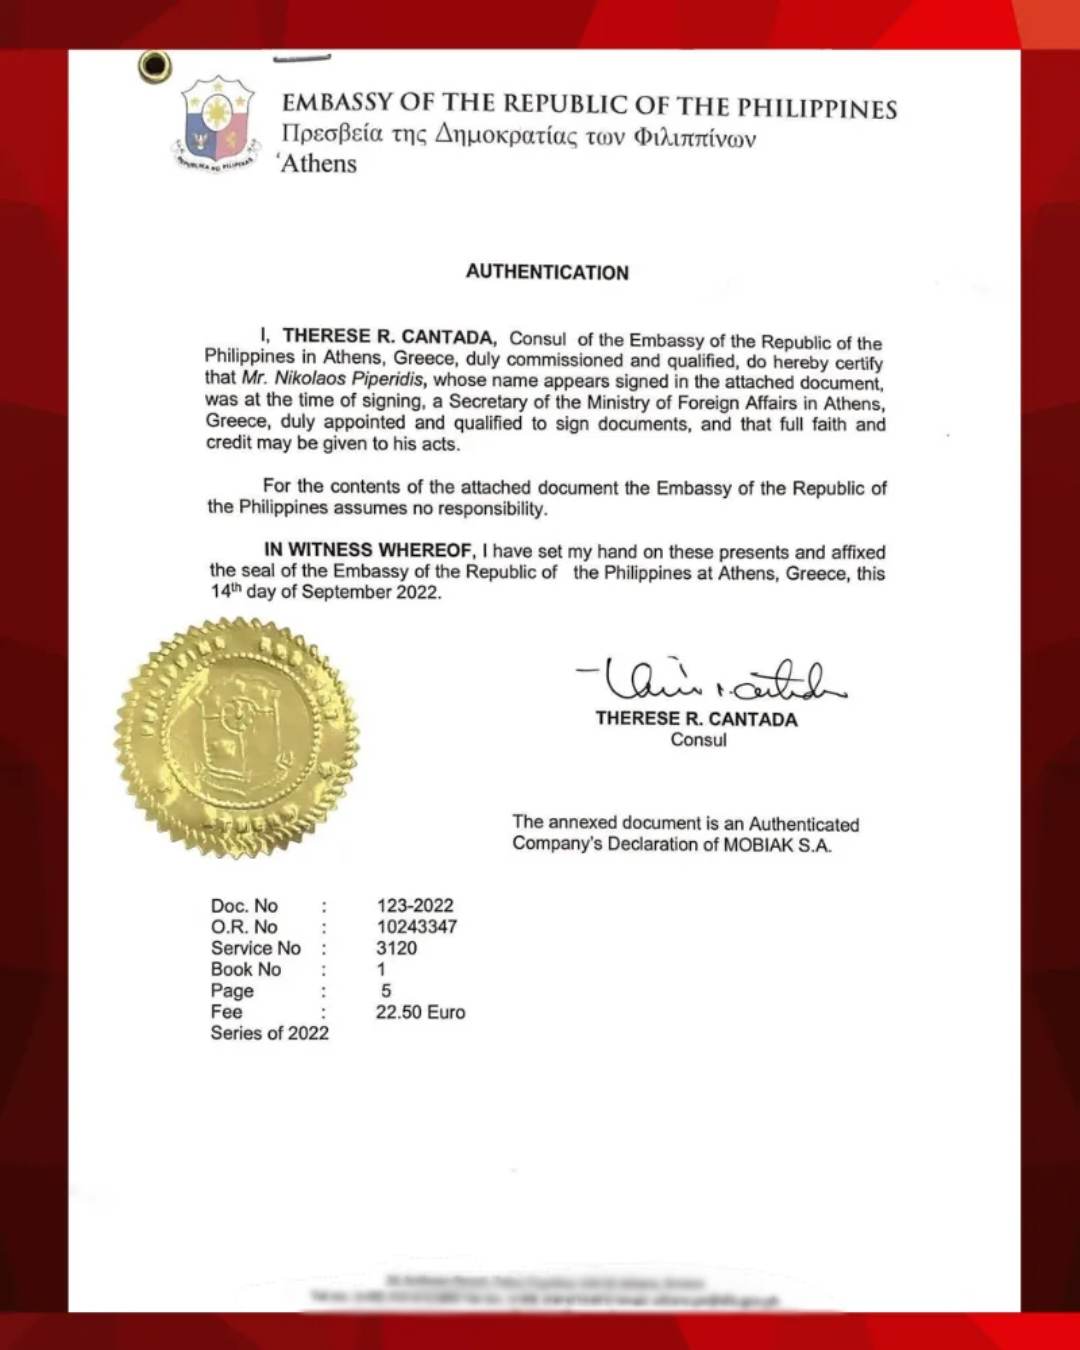 EMBASSY OF THE REPUBLIC OF THE PHILIPPINES
Πρεσβεία της Δημοκρατίας των Φιλιππίνων
'Athens
REPUBLIKA NG PILIPINAS
AUTHENTICATION
I, THERESE R. CANTADA, Consul of the Embassy of the Republic of the
Philippines in Athens, Greece, duly commissioned and qualified, do hereby certify
that Mr. Nikolaos Piperidis, whose name appears signed in the attached document,
was at the time of signing, a Secretary of the Ministry of Foreign Affairs in Athens,
Greece, duly appointed and qualified to sign documents, and that full faith and
credit may be given to his acts.
For the contents of the attached document the Embassy of the Republic of
the Philippines assumes no responsibility.
IN WITNESS WHEREOF, I have set my hand on these presents and affixed
the seal of the Embassy of the Republic of the Philippines at Athens, Greece, this
14th day of September 2022.
THERESE R. CANTADA
Consul
The annexed document is an Authenticated
Company's Declaration of MOBIAK S.A.
Doc. No : 123-2022
O.R. No : 10243347
Service No : 3120
Book No : 1
Page : 5
Fee : 22.50 Euro
Series of 2022